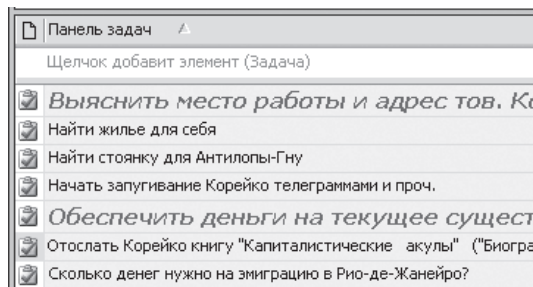 Панель задач
Щелчок добавит элемент (Задача)
Выяснить место работы и адрес тов. Ко
Найти жилье для себя
Найти стоянку для Антилопы-Гну
Начать запугивание Корейко телеграммами и проч.
Обеспечить деньги на текущее сущест
Отослать Корейко книгу "Капиталистические акулы" ("Биогра
Сколько денег нужно на эмиграцию в Рио-де-Жанейро?